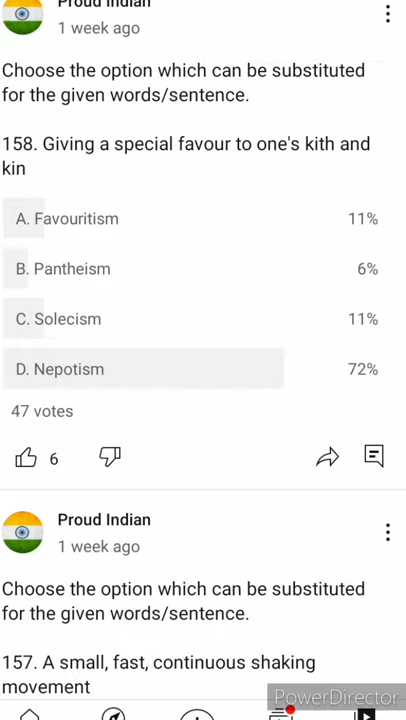 Proud Indian
1 week ago
Choose the option which can be substituted
for the given words/sentence.
158. Giving a special favour to one's kith and
kin
A. Favouritism 11%
B. Pantheism 6%
C. Solecism 11%
D. Nepotism 72%
47 votes
6
Proud Indian
1 week ago
Choose the option which can be substituted
for the given words/sentence.
157. A small, fast, continuous shaking
movement
PowerDirector